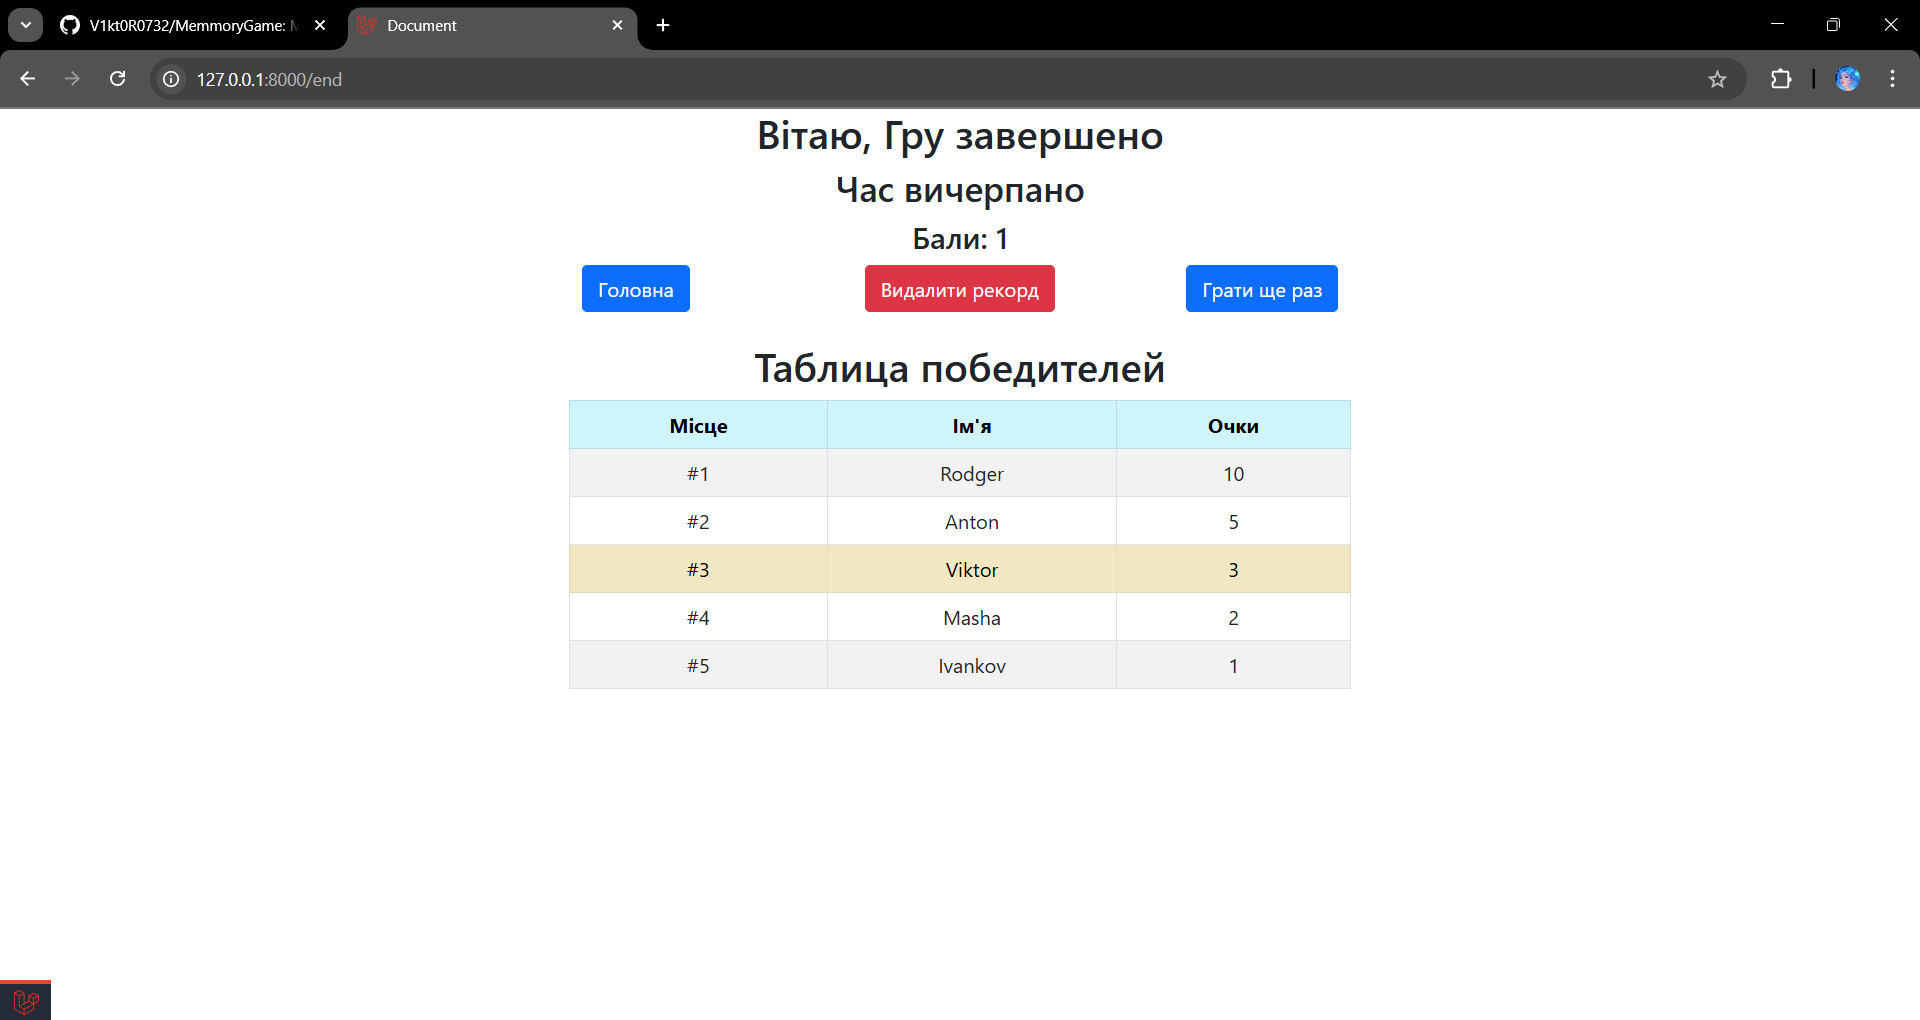 V1kt0R0732/MemmoryGame:
Document
127.0.0.1:8000/end
Вітаю, Гру завершено
Час вичерпано
Бали: 1
Головна
Видалити рекорд
Грати ще раз
Таблица победителей
Місце Ім'я Очки
#1 Rodger 10
#2 Anton 5
#3 Viktor 3
#4 Masha 2
#5 Ivankov 1